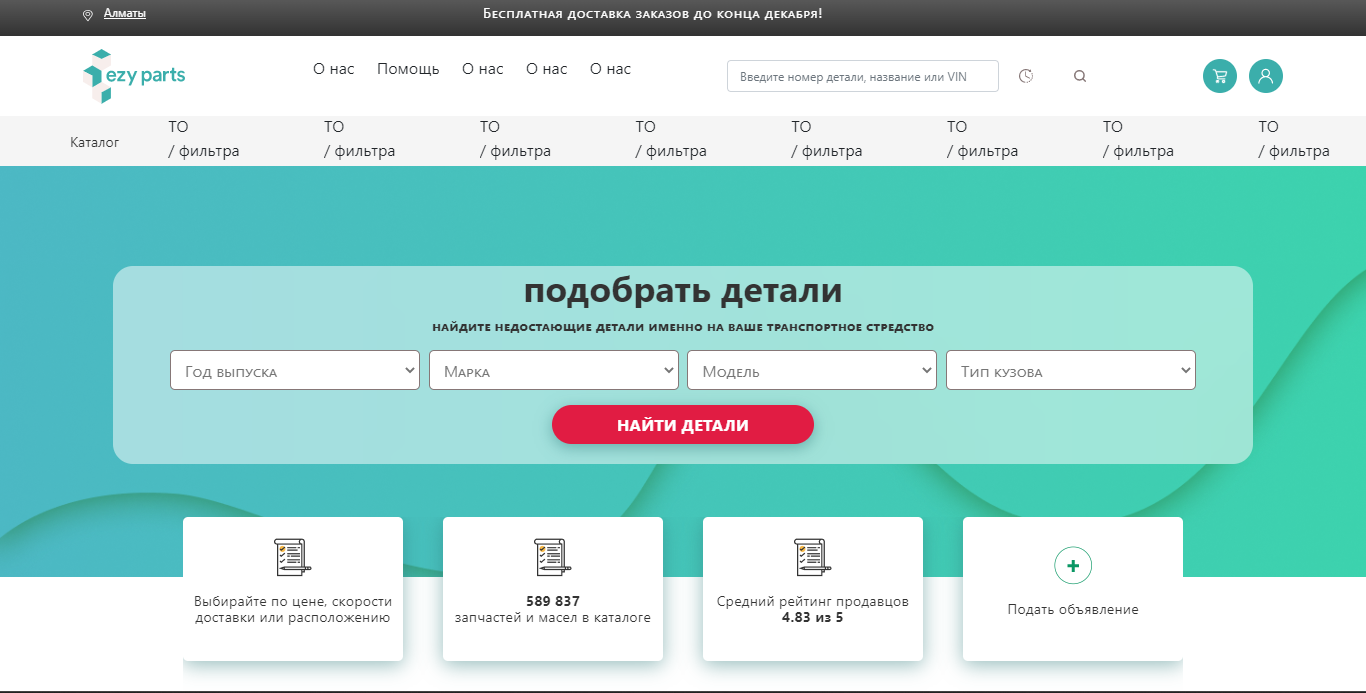 Алматы
Бесплатная доставка заказов до конца декабря!
ezy parts
О нас Помощь О нас О нас О нас
Введите номер детали, название или VIN
Каталог
ТО / фильтра
ТО / фильтра
ТО / фильтра
ТО / фильтра
ТО / фильтра
ТО / фильтра
ТО / фильтра
ТО / фильтра
подобрать детали
найдите недостающие детали именно на ваше транспортное стредство
Год выпуска
Марка
Модель
Тип кузова
НАЙТИ ДЕТАЛИ
Выбирайте по цене, скорости
доставки или расположению
589 837
запчастей и масел в каталоге
Средний рейтинг продавцов
4.83 из 5
Подать объявление